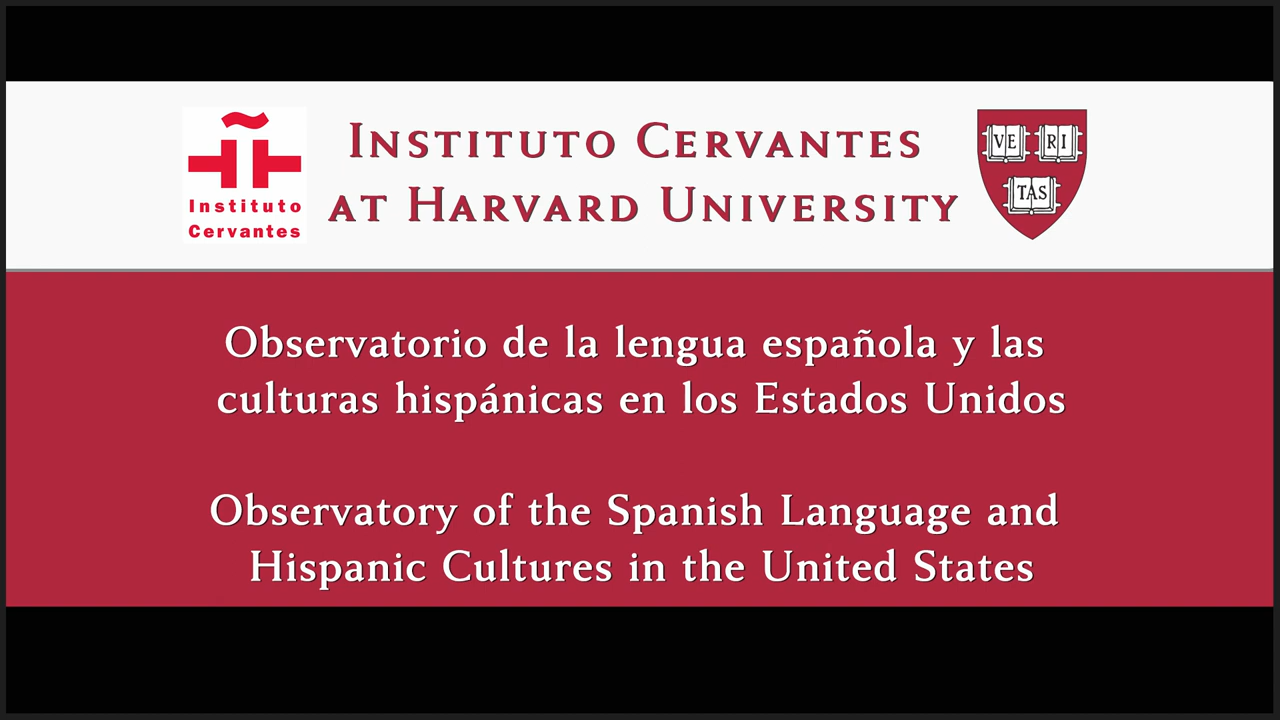 Instituto
Cervantes
INSTITUTO CERVANTES
AT HARVARD UNIVERSITY
VE RI
TAS
Observatorio de la lengua española y las
culturas hispánicas en los Estados Unidos
Observatory of the Spanish Language and
Hispanic Cultures in the United States